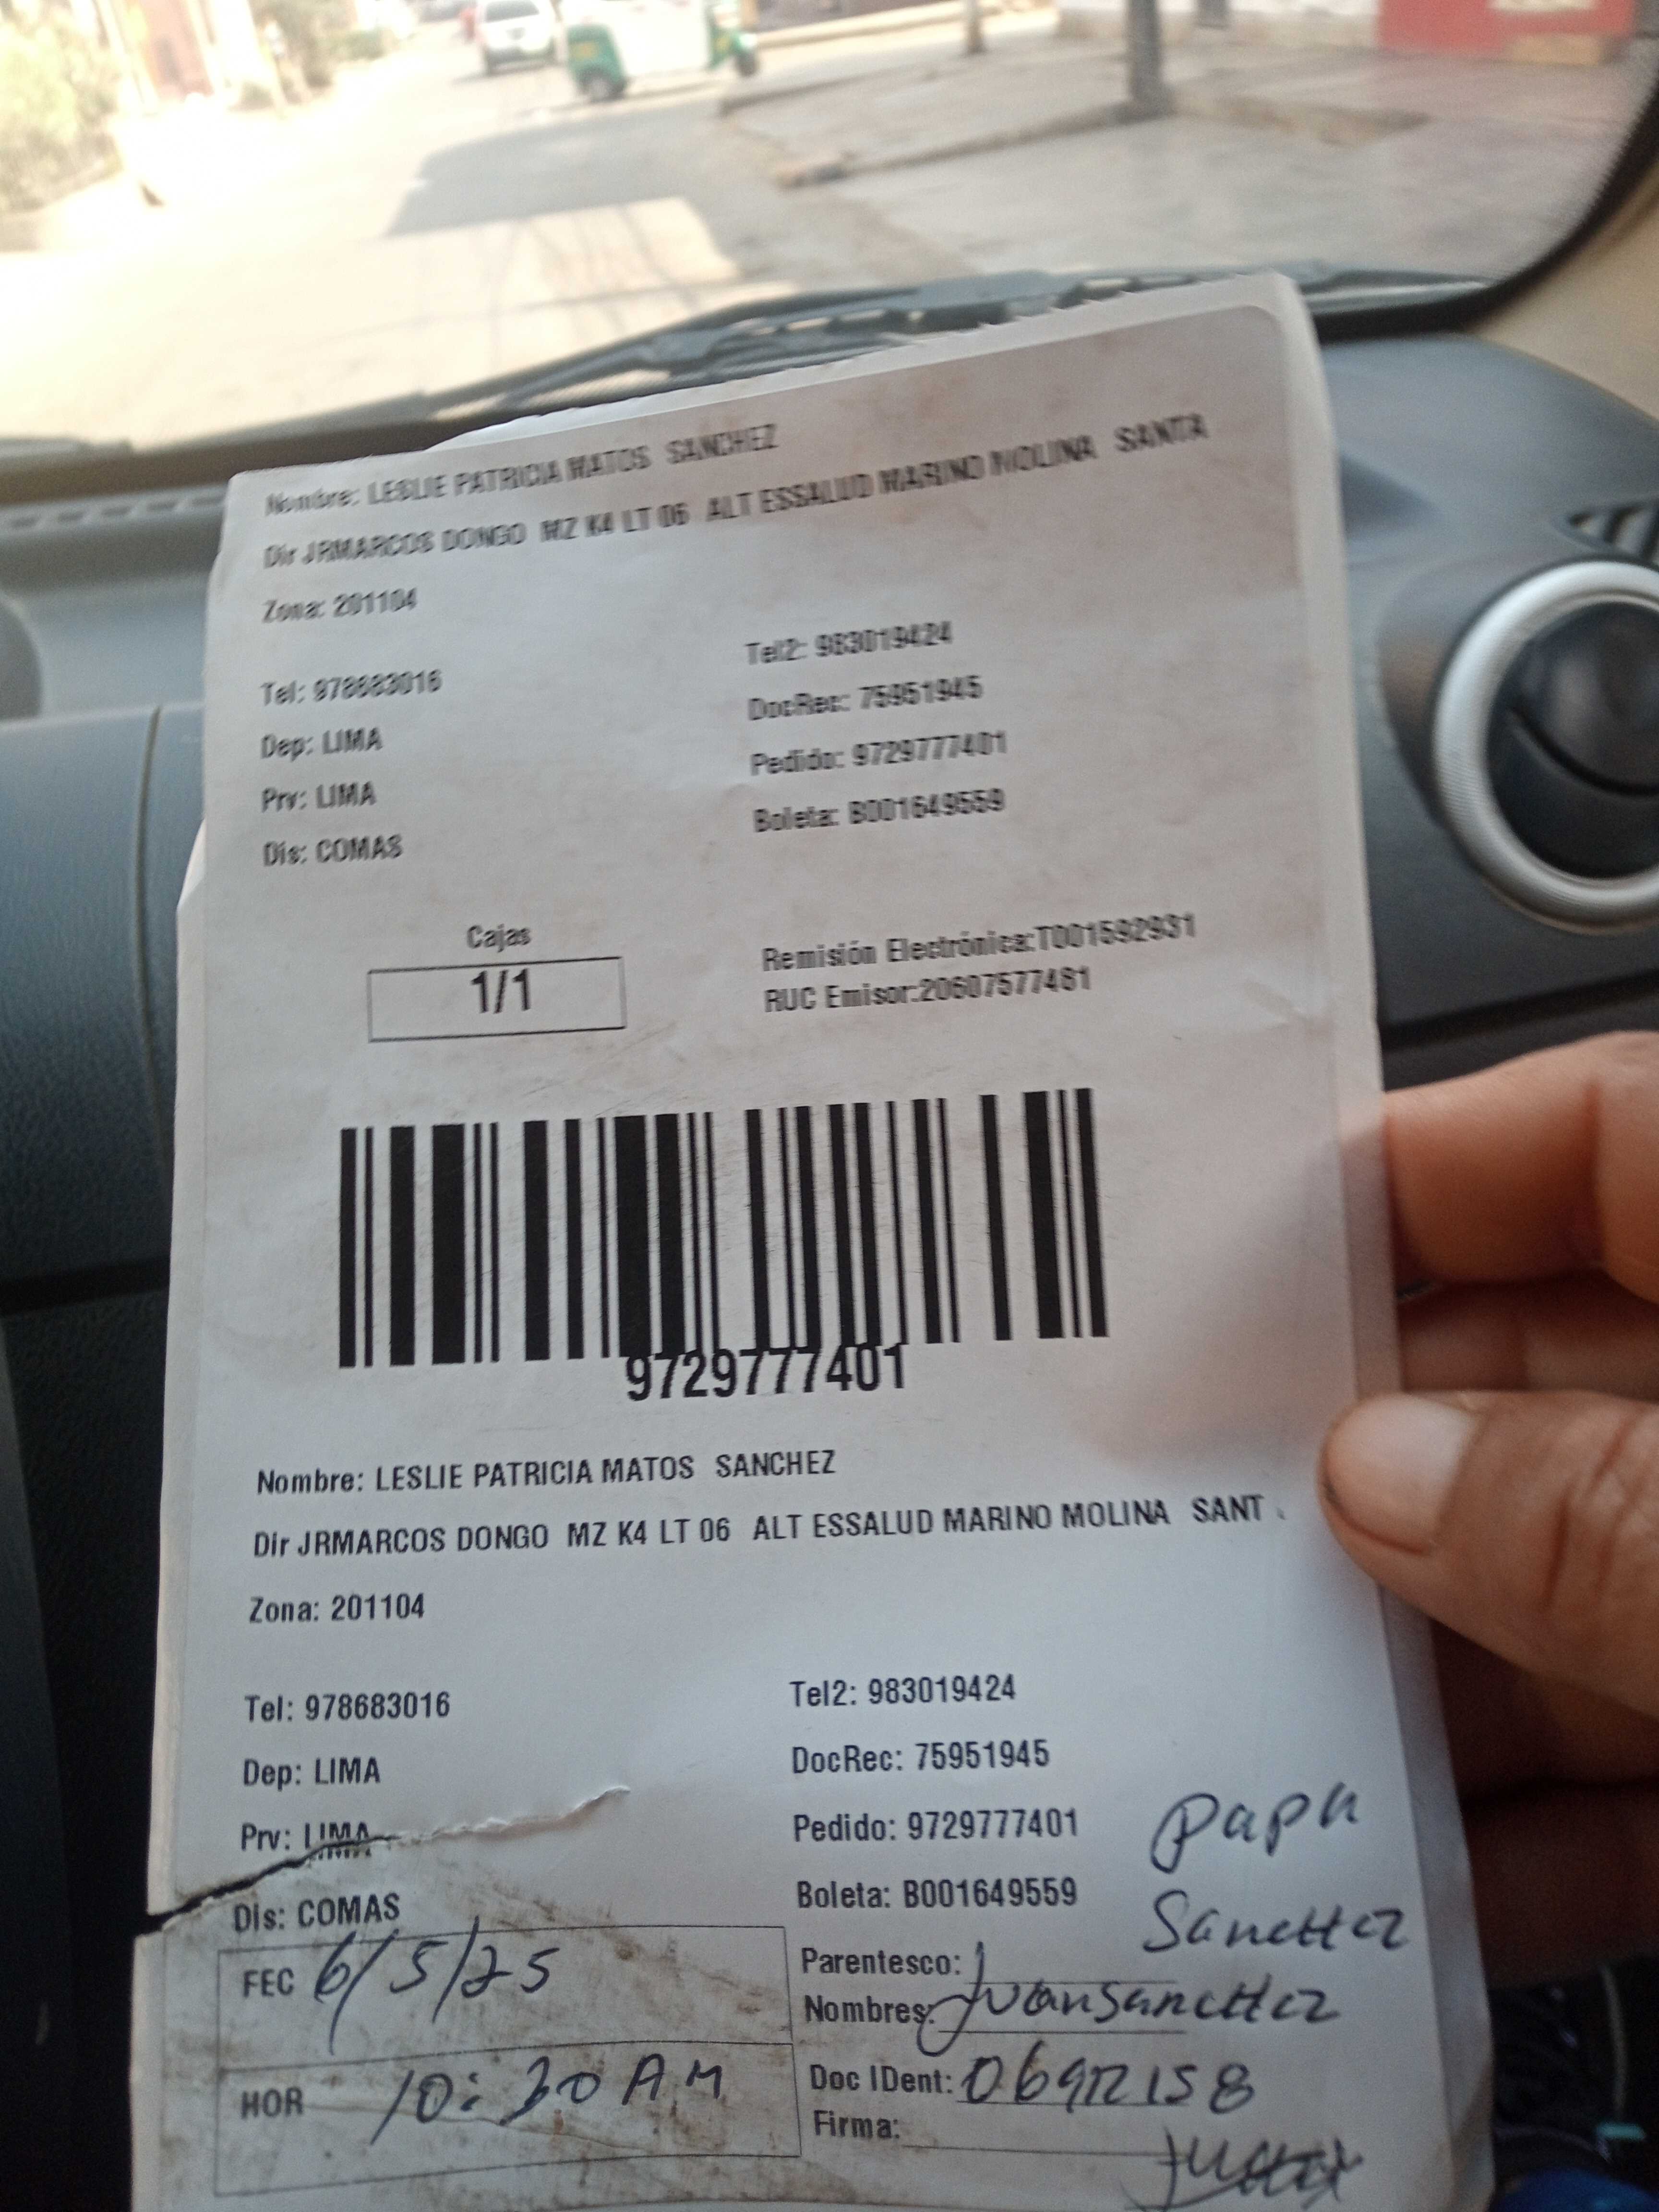 Nombre: LESLIE PATRICIA MATOS SANCHEZ
Dir JRMARCOS DONGO MZ K4 LT 06 ALT ESSALUD MARINO MOLINA SANTA
Zona: 201104
Tel: 978683016 Tel2: 983019424
Dep: LIMA DocRec: 75951945
Prv: LIMA Pedido: 9729777401
Dis: COMAS Boleta: B001649559
Cajas
1/1
Remisión Electrónica:T001592931
RUC Emisor:20607577481
9729777401
Nombre: LESLIE PATRICIA MATOS SANCHEZ
Dir JRMARCOS DONGO MZ K4 LT 06 ALT ESSALUD MARINO MOLINA SANT
Zona: 201104
Tel: 978683016 Tel2: 983019424
Dep: LIMA DocRec: 75951945
Prv: LIMA Pedido: 9729777401
Dis: COMAS Boleta: B001649559
papa
Sanchez
FEC 6/5/25
Parentesco:
Nombres: Juan Sanchez
HOR 10:30 AM
Doc IDent:
Firma: